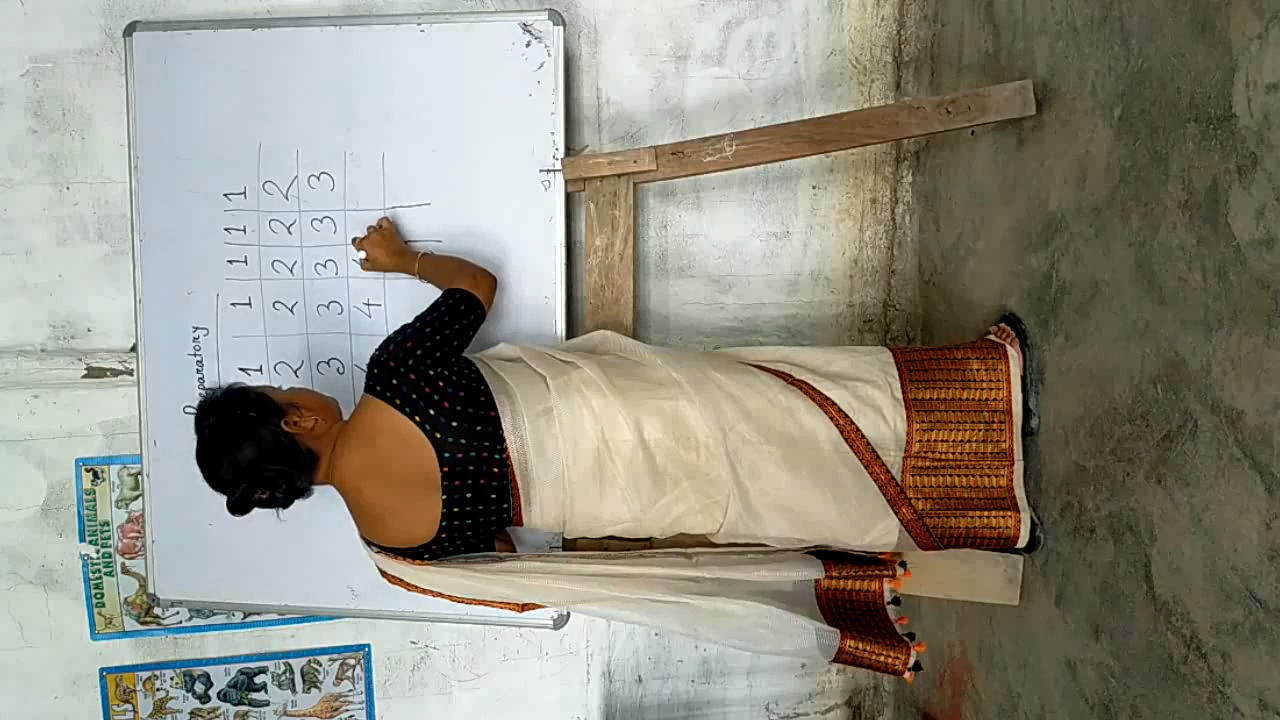 Preparatory
1 1 1 1 1
2 2 2 2 2
3 3 3 3 3
4
DOMESTIC ANIMALS
AND PETS